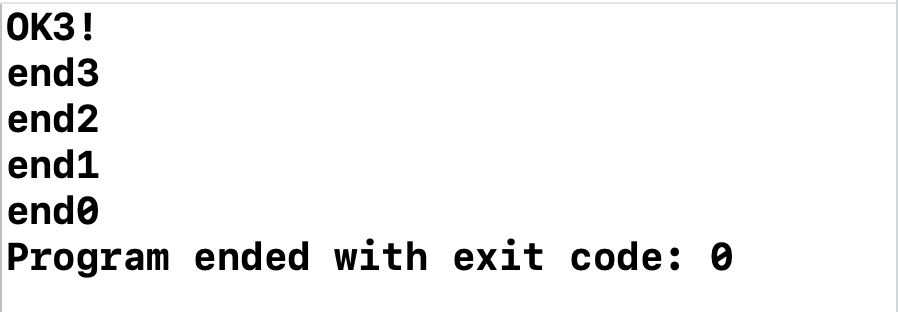 OK3!
end3
end2
end1
end0
Program ended with exit code: 0